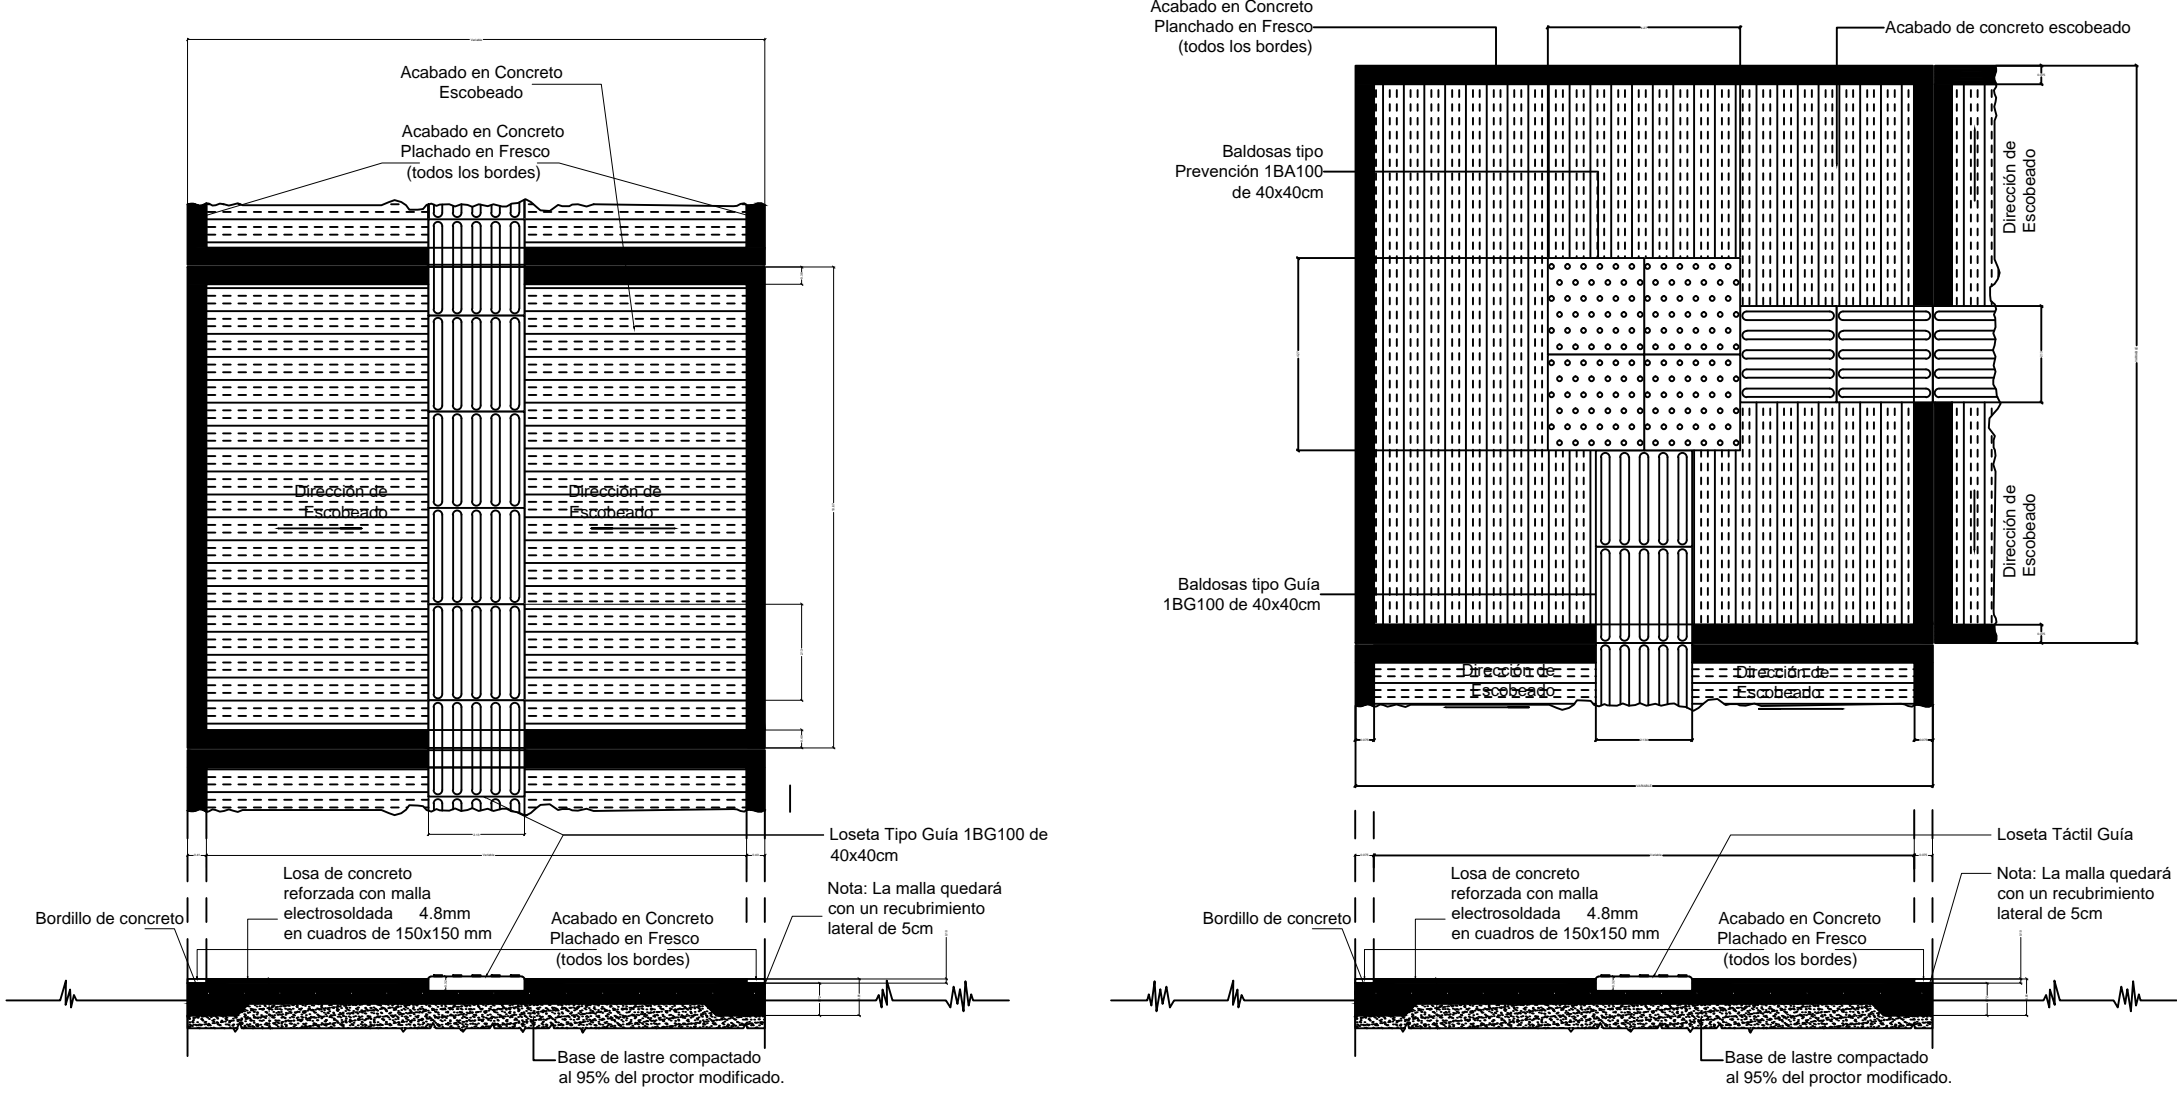 Acabado en Concreto
Escobeado
Acabado en Concreto
Plachado en Fresco
(todos los bordes)
Dirección de
Escobeado
Dirección de
Escobeado
Loseta Tipo Guía 1BG100 de
40x40cm
Losa de concreto
reforzada con malla
electrosoldada 4.8mm
en cuadros de 150x150 mm
Bordillo de concreto
Acabado en Concreto
Plachado en Fresco
(todos los bordes)
Nota: La malla quedará
con un recubrimiento
lateral de 5cm
Base de lastre compactado
al 95% del proctor modificado.
Acabado en Concreto
Planchado en Fresco
(todos los bordes)
Acabado de concreto escobeado
Baldosas tipo
Prevención 1BA100
de 40x40cm
Dirección de
Escobeado
Dirección de
Escobeado
Baldosas tipo Guía
1BG100 de 40x40cm
Dirección de
Escobeado
Dirección de
Escobeado
Loseta Táctil Guía
Losa de concreto
reforzada con malla
electrosoldada 4.8mm
en cuadros de 150x150 mm
Bordillo de concreto
Acabado en Concreto
Plachado en Fresco
(todos los bordes)
Nota: La malla quedará
con un recubrimiento
lateral de 5cm
Base de lastre compactado
al 95% del proctor modificado.